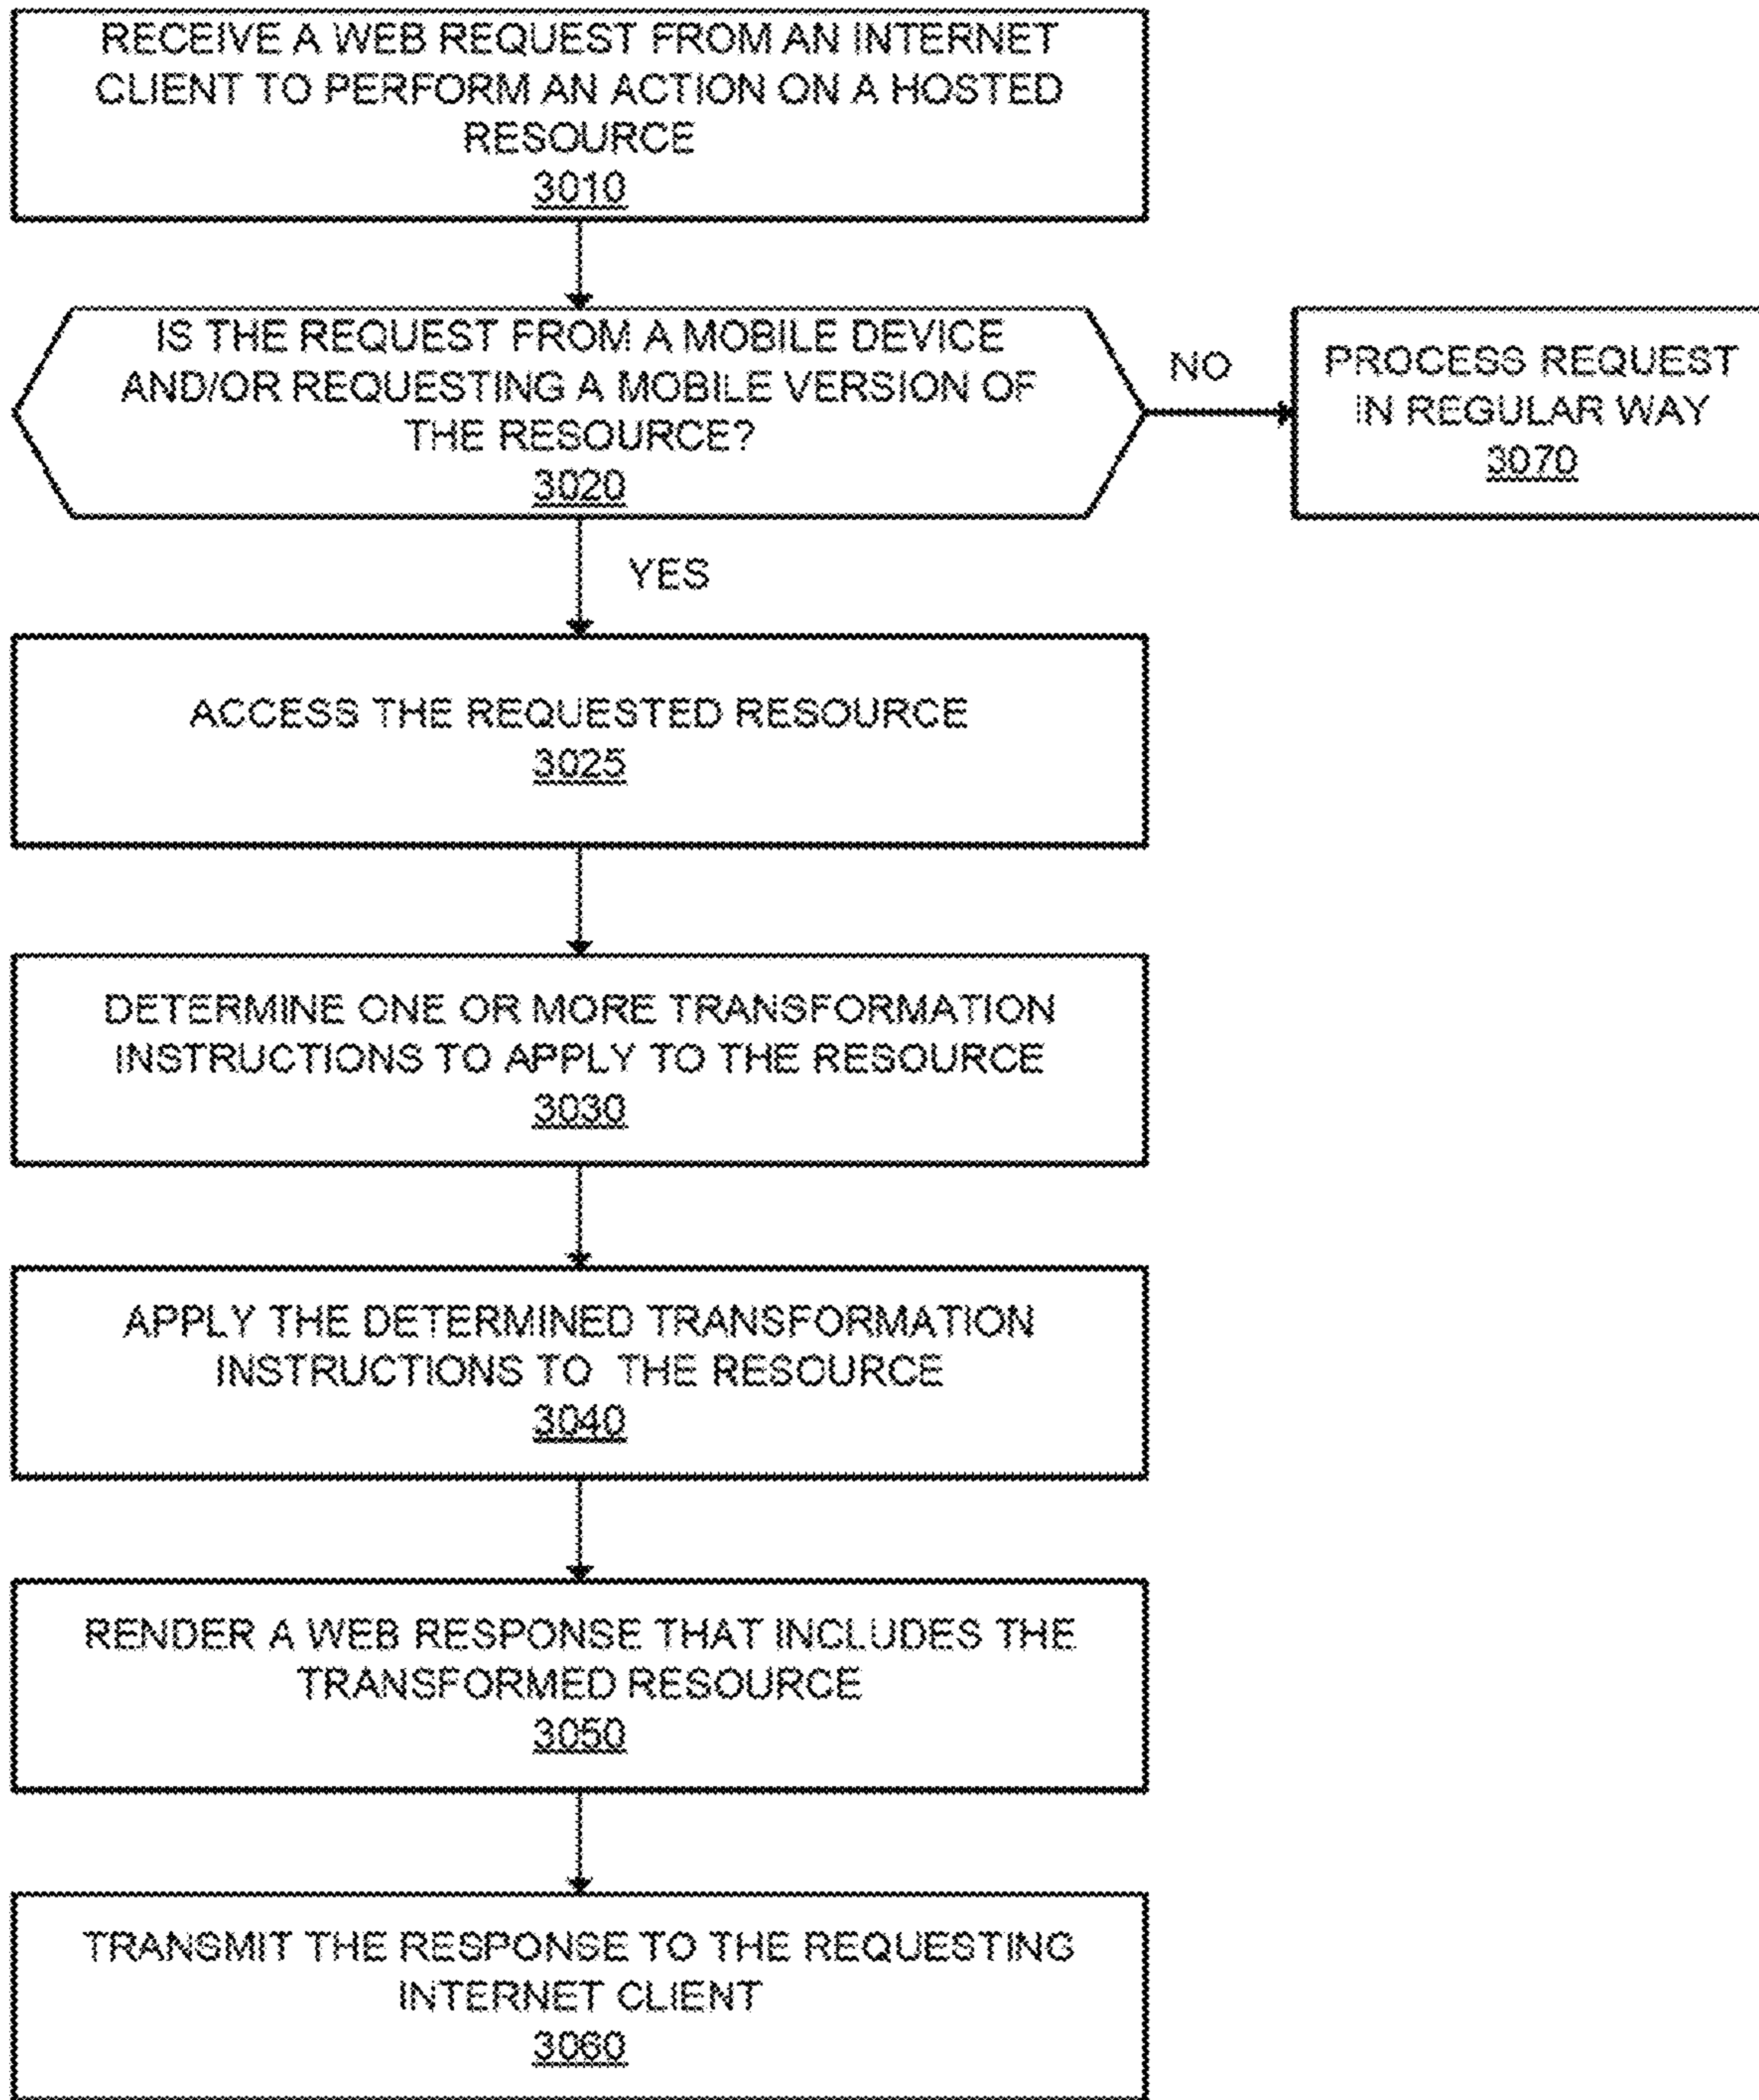 RECEIVE A WEB REQUEST FROM AN INTERNET
CLIENT TO PERFORM AN ACTION ON A HOSTED
RESOURCE
3010
IS THE REQUEST FROM A MOBILE DEVICE
AND/OR REQUESTING A MOBILE VERSION OF
THE RESOURCE?
3020
NO
PROCESS REQUEST
IN REGULAR WAY
3070
YES
ACCESS THE REQUESTED RESOURCE
3025
DETERMINE ONE OR MORE TRANSFORMATION
INSTRUCTIONS TO APPLY TO THE RESOURCE
3030
APPLY THE DETERMINED TRANSFORMATION
INSTRUCTIONS TO THE RESOURCE
3040
RENDER A WEB RESPONSE THAT INCLUDES THE
TRANSFORMED RESOURCE
3050
TRANSMIT THE RESPONSE TO THE REQUESTING
INTERNET CLIENT
3060